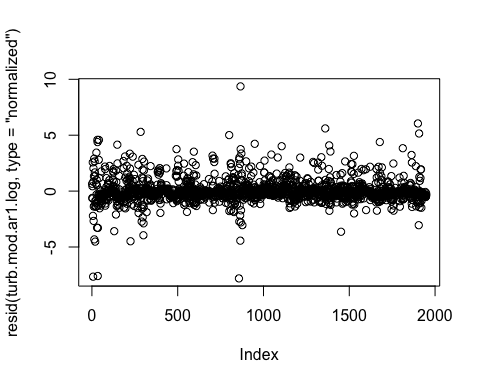 resid(turb.mod.ar1.log, type = "normalized")
10
5
0
-5
0 500 1000 1500 2000
Index